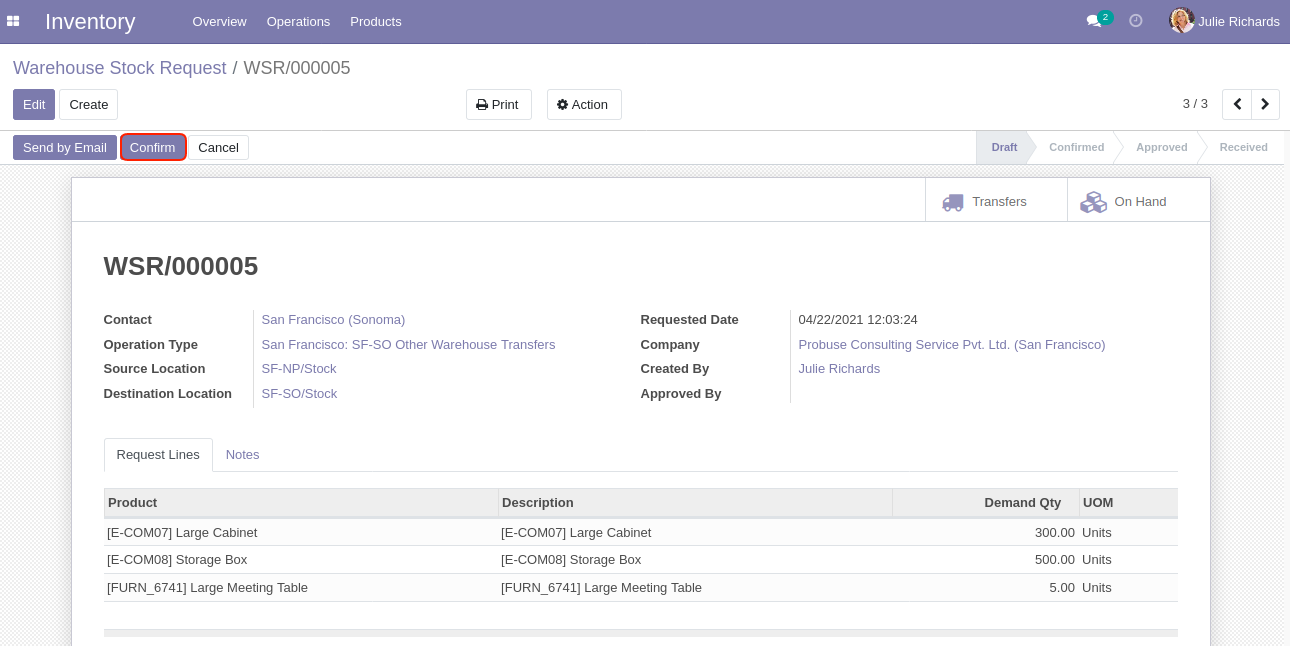 Inventory Overview Operations Products 2 Julie Richards
Warehouse Stock Request / WSR/000005
Edit Create Print Action 3 / 3
Send by Email Confirm Cancel Draft Confirmed Approved Received
Transfers On Hand
WSR/000005
Contact San Francisco (Sonoma) Requested Date 04/22/2021 12:03:24
Operation Type San Francisco: SF-SO Other Warehouse Transfers Company Probuse Consulting Service Pvt. Ltd. (San Francisco)
Source Location SF-NP/Stock Created By Julie Richards
Destination Location SF-SO/Stock Approved By
Request Lines Notes
Product Description Demand Qty UOM
[E-COM07] Large Cabinet [E-COM07] Large Cabinet 300.00 Units
[E-COM08] Storage Box [E-COM08] Storage Box 500.00 Units
[FURN_6741] Large Meeting Table [FURN_6741] Large Meeting Table 5.00 Units